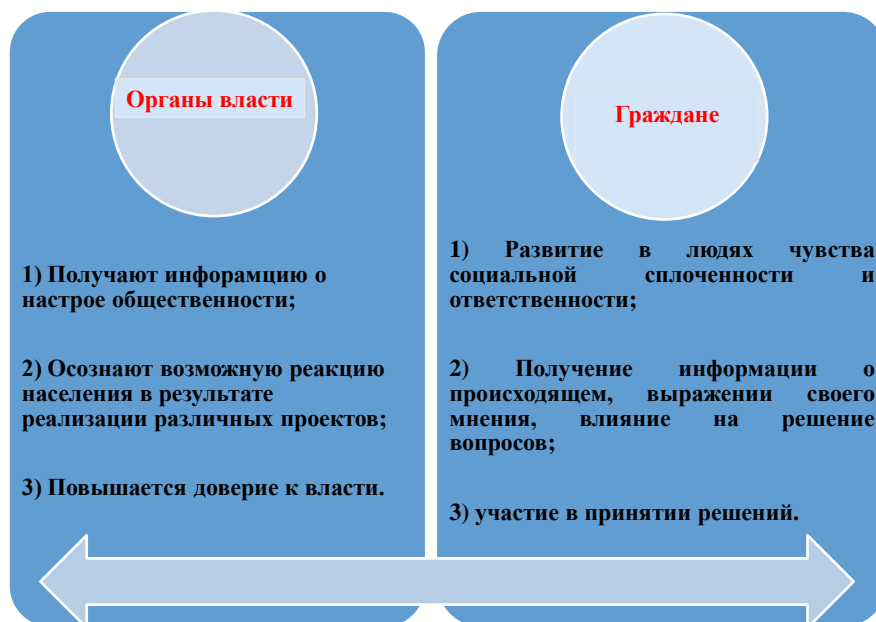 Органы власти
1) Получают инфорамцию о
настрое общественности;
2) Осознают возможную реакцию
населения в результате
реализации различных проектов;
3) Повышается доверие к власти.
Граждане
1) Развитие в людях чувства
социальной сплоченности и
ответственности;
2) Получение информации о
происходящем, выражении своего
мнения, влияние на решение
вопросов;
3) участие в принятии решений.